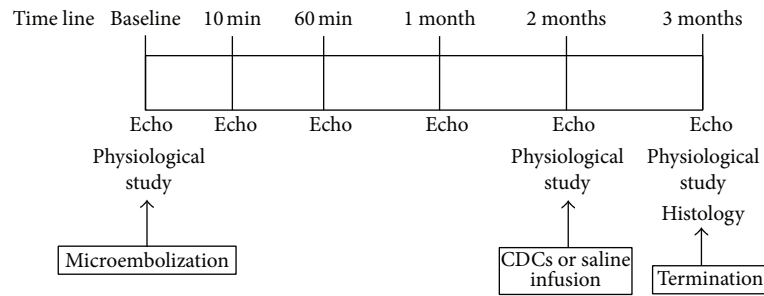 Time line Baseline 10 min 60 min 1 month 2 months 3 months
Echo Echo Echo Echo Echo Echo
Physiological Physiological Physiological
study study study
Histology
Microembolization CDCs or saline
infusion Termination